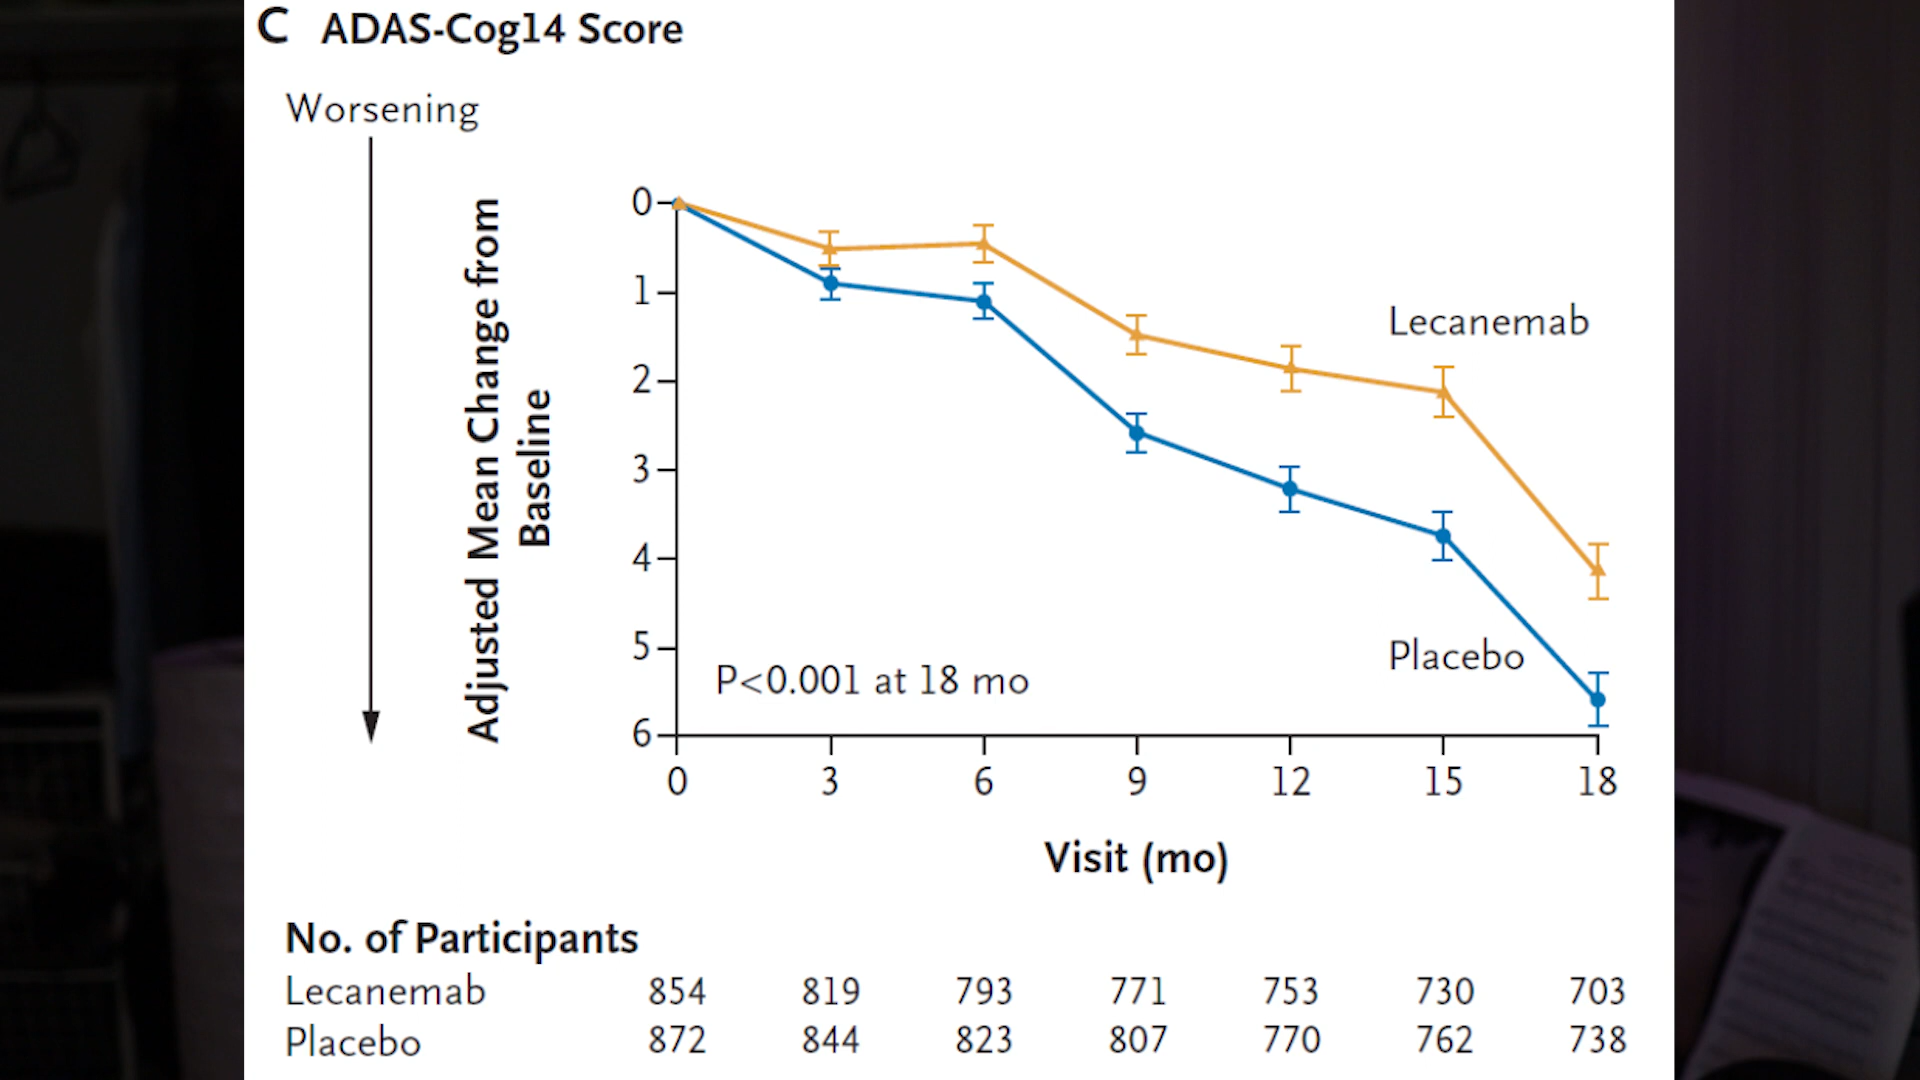 C ADAS-Cog14 Score
Worsening
Adjusted Mean Change from
Baseline
0
1
2
3
4
5
6
Lecanemab
Placebo
P<0.001 at 18 mo
0 3 6 9 12 15 18
Visit (mo)
No. of Participants
Lecanemab 854 819 793 771 753 730 703
Placebo 872 844 823 807 770 762 738